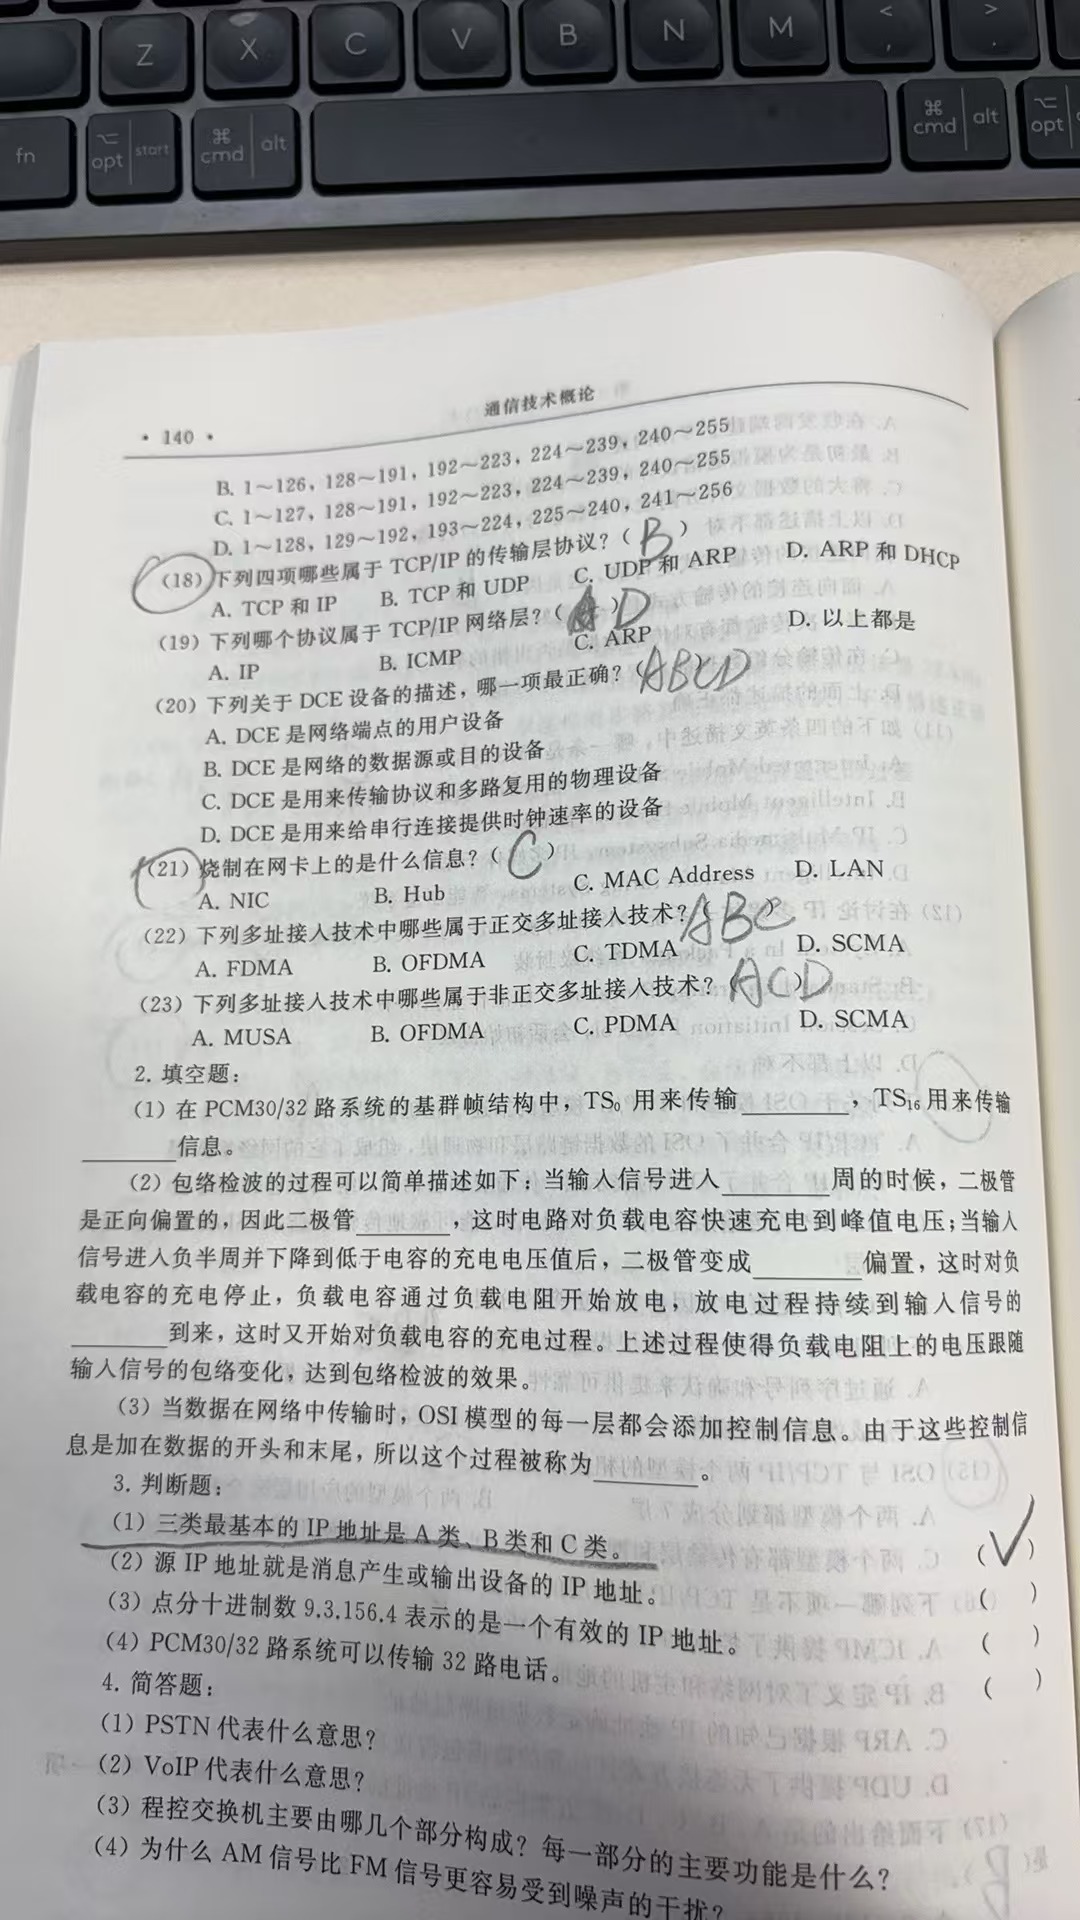 Z X C V B N M < ,  > .
fn opt start cmd alt cmd alt opt
· 140 ·
通信技术概论
B. 1～126，128～191，192～223，224～239，240～255
C. 1～127，128～191，192～223，224～239，240～255
D. 1～128，129～192，193～224，225～240，241～256
(18) 下列四项哪些属于 TCP/IP 的传输层协议？( B )
A. TCP 和 IP B. TCP 和 UDP C. UDP 和 ARP D. ARP 和 DHCP
(19) 下列哪个协议属于 TCP/IP 网络层？( D )
A. IP B. ICMP C. ARP D. 以上都是
(20) 下列关于 DCE 设备的描述，哪一项最正确？( ABCD
A. DCE 是网络端点的用户设备
B. DCE 是网络的数据源或目的设备
C. DCE 是用来传输协议和多路复用的物理设备
D. DCE 是用来给串行连接提供时钟速率的设备
(21) 烧制在网卡上的是什么信息？( C )
A. NIC B. Hub C. MAC Address D. LAN
(22) 下列多址接入技术中哪些属于正交多址接入技术？( ABC )
A. FDMA B. OFDMA C. TDMA D. SCMA
(23) 下列多址接入技术中哪些属于非正交多址接入技术？( ACD )
A. MUSA B. OFDMA C. PDMA D. SCMA
2. 填空题：
(1) 在 PCM30/32 路系统的基群帧结构中，TS₀ 用来传输________，TS₁₆ 用来传输
________信息。
(2) 包络检波的过程可以简单描述如下：当输入信号进入________周的时候，二极管
是正向偏置的，因此二极管________，这时电路对负载电容快速充电到峰值电压；当输入
信号进入负半周并下降到低于电容的充电电压值后，二极管变成________偏置，这时对负
载电容的充电停止，负载电容通过负载电阻开始放电，放电过程持续到输入信号的
________到来，这时又开始对负载电容的充电过程。上述过程使得负载电阻上的电压跟随
输入信号的包络变化，达到包络检波的效果。
(3) 当数据在网络中传输时，OSI 模型的每一层都会添加控制信息。由于这些控制信
息是加在数据的开头和末尾，所以这个过程被称为________。
3. 判断题：
(1) 三类最基本的 IP 地址是 A 类、B 类和 C 类。 ( √ )
(2) 源 IP 地址就是消息产生或输出设备的 IP 地址。 ( )
(3) 点分十进制数 9.3.156.4 表示的是一个有效的 IP 地址。 ( )
(4) PCM30/32 路系统可以传输 32 路电话。 ( )
4. 简答题：
(1) PSTN 代表什么意思？
(2) VoIP 代表什么意思？
(3) 程控交换机主要由哪几个部分构成？每一部分的主要功能是什么？
(4) 为什么 AM 信号比 FM 信号更容易受到噪声的干扰？